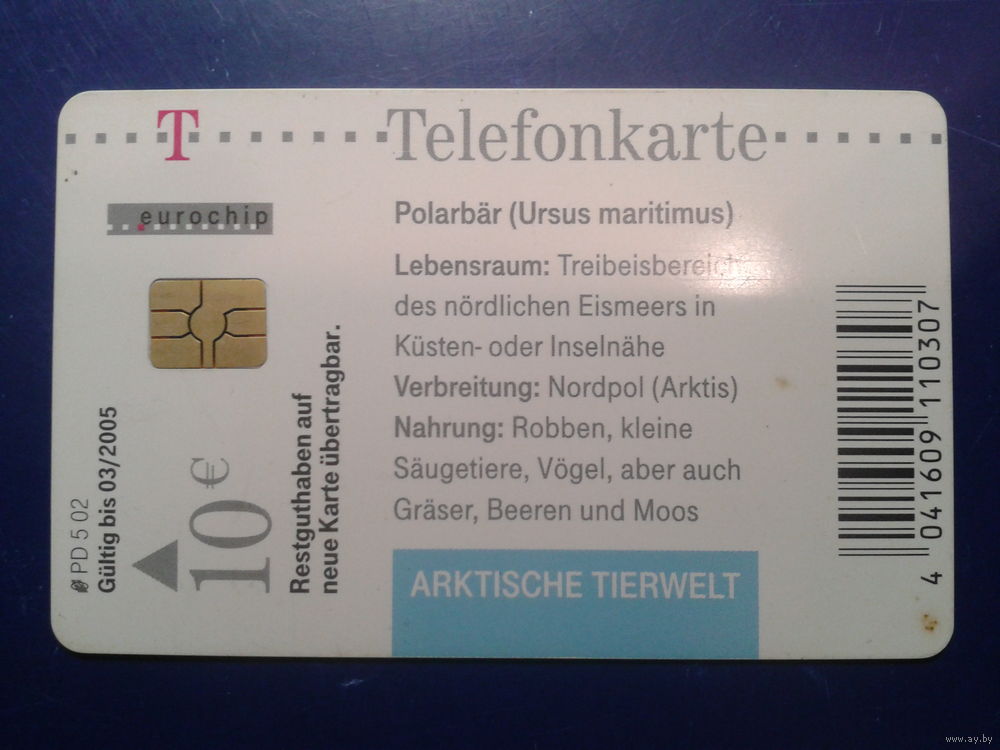 T
Telefonkarte
eurochip
Polarbär (Ursus maritimus)
Lebensraum: Treibeisbereich
des nördlichen Eismeers in
Küsten- oder Inselnähe
Verbreitung: Nordpol (Arktis)
Nahrung: Robben, kleine
Säugetiere, Vögel, aber auch
Gräser, Beeren und Moos
ARKTISCHE TIERWELT
PD 5 02
Gültig bis 03/2005
10 €
Restguthaben auf
neue Karte übertragbar.
4 041609 110307
www.ay.by